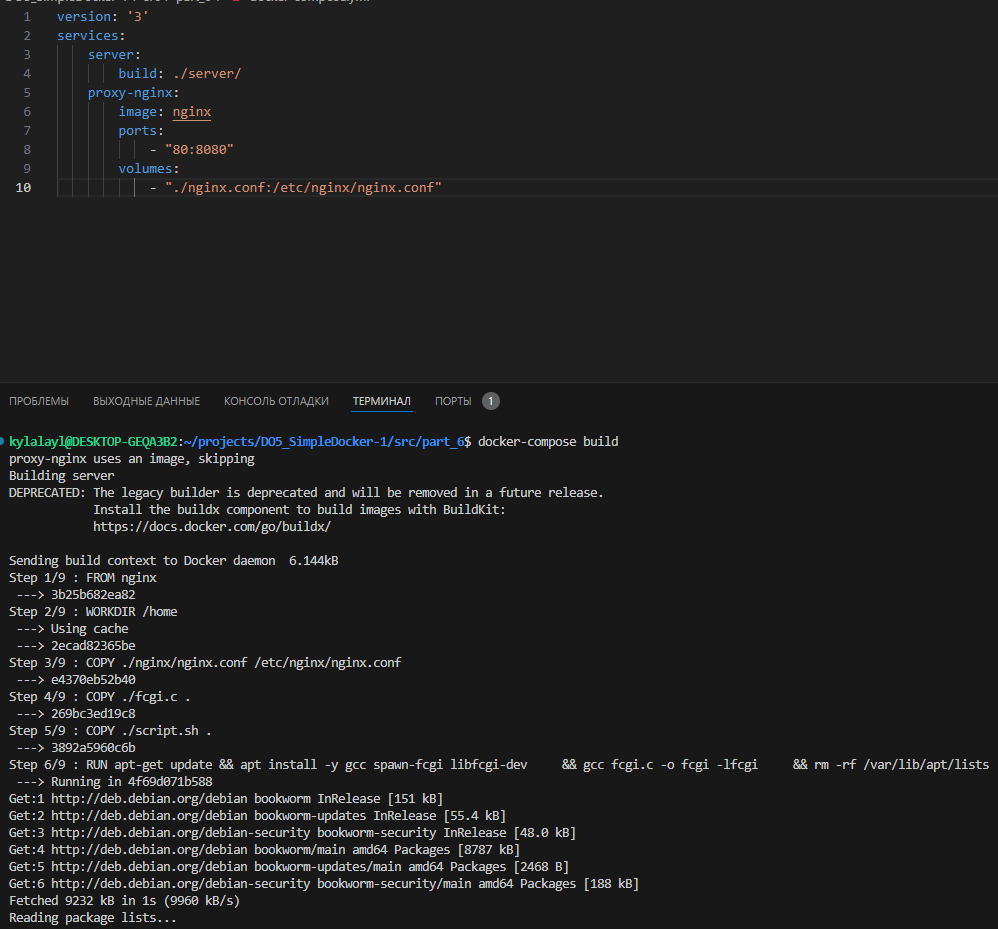 1 version: '3'
2 services:
3 server:
4 build: ./server/
5 proxy-nginx:
6 image: nginx
7 ports:
8 - "80:8080"
9 volumes:
10 - "./nginx.conf:/etc/nginx/nginx.conf"
ПРОБЛЕМЫ ВЫХОДНЫЕ ДАННЫЕ КОНСОЛЬ ОТЛАДКИ ТЕРМИНАЛ ПОРТЫ 1
kylalayl@DESKTOP-GEQA3B2:~/projects/DO5_SimpleDocker-1/src/part_6$ docker-compose build
proxy-nginx uses an image, skipping
Building server
DEPRECATED: The legacy builder is deprecated and will be removed in a future release.
Install the buildx component to build images with BuildKit:
https://docs.docker.com/go/buildx/
Sending build context to Docker daemon 6.144kB
Step 1/9 : FROM nginx
---> 3b25b682ea82
Step 2/9 : WORKDIR /home
---> Using cache
---> 2ecad82365be
Step 3/9 : COPY ./nginx/nginx.conf /etc/nginx/nginx.conf
---> e4370eb52b40
Step 4/9 : COPY ./fcgi.c .
---> 269bc3ed19c8
Step 5/9 : COPY ./script.sh .
---> 3892a5960c6b
Step 6/9 : RUN apt-get update && apt install -y gcc spawn-fcgi libfcgi-dev && gcc fcgi.c -o fcgi -lfcgi && rm -rf /var/lib/apt/lists
---> Running in 4f69d071b588
Get:1 http://deb.debian.org/debian bookworm InRelease [151 kB]
Get:2 http://deb.debian.org/debian bookworm-updates InRelease [55.4 kB]
Get:3 http://deb.debian.org/debian-security bookworm-security InRelease [48.0 kB]
Get:4 http://deb.debian.org/debian bookworm/main amd64 Packages [8787 kB]
Get:5 http://deb.debian.org/debian bookworm-updates/main amd64 Packages [2468 B]
Get:6 http://deb.debian.org/debian-security bookworm-security/main amd64 Packages [188 kB]
Fetched 9232 kB in 1s (9960 kB/s)
Reading package lists...